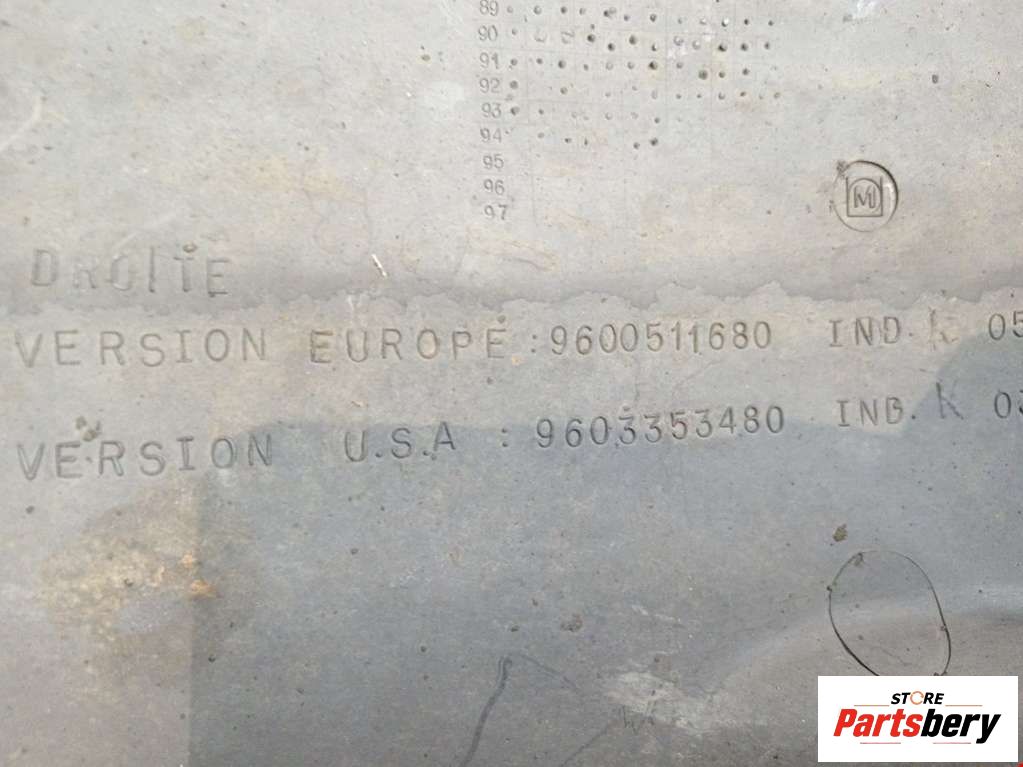 89
90
91
92
93
94
95
96
97
M
DROITE
VERSION EUROPE : 9600511680 IND. K 05
VERSION U.S.A : 9603353480 IND. K 03
STORE
Partsbery